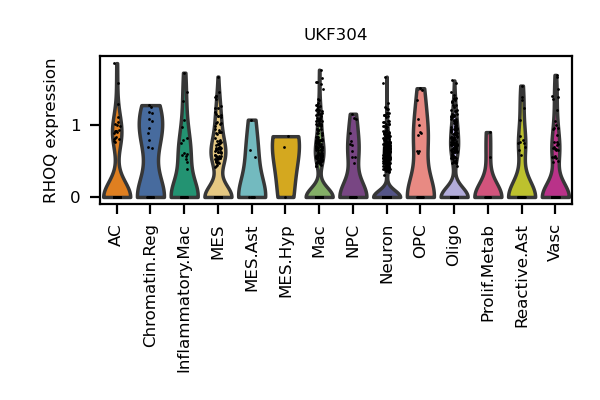 UKF304
RHOQ expression
1
0
AC
Chromatin.Reg
Inflammatory.Mac
MES
MES.Ast
MES.Hyp
Mac
NPC
Neuron
OPC
Oligo
Prolif.Metab
Reactive.Ast
Vasc